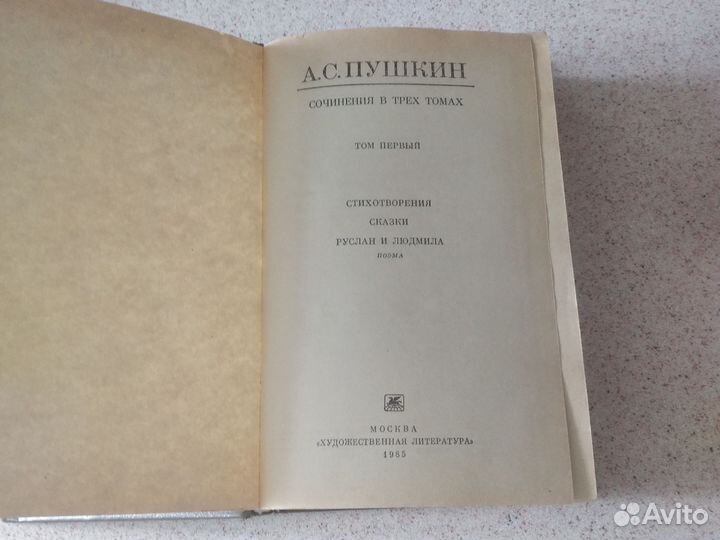 А.С.ПУШКИН
СОЧИНЕНИЯ В ТРЕХ ТОМАХ
ТОМ ПЕРВЫЙ
СТИХОТВОРЕНИЯ
СКАЗКИ
РУСЛАН И ЛЮДМИЛА
ПОЭМА
МОСКВА
«ХУДОЖЕСТВЕННАЯ ЛИТЕРАТУРА»
1985
Avito